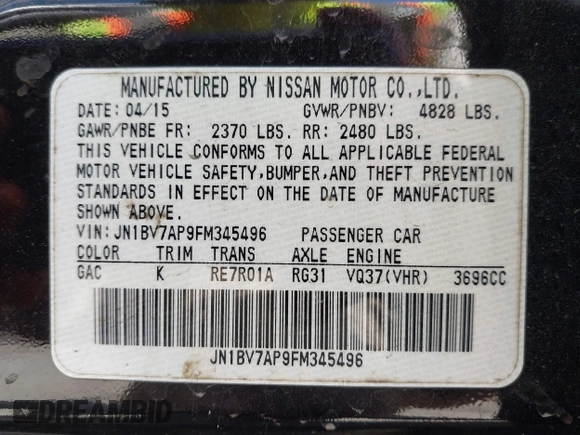 MANUFACTURED BY NISSAN MOTOR CO.,LTD.
DATE: 04/15 GVWR/PNBV: 4828 LBS.
GAWR/PNBE FR: 2370 LBS. RR: 2480 LBS.
THIS VEHICLE CONFORMS TO ALL APPLICABLE FEDERAL
MOTOR VEHICLE SAFETY,BUMPER,AND THEFT PREVENTION
STANDARDS IN EFFECT ON THE DATE OF MANUFACTURE
SHOWN ABOVE.
VIN:JN1BV7AP9FM345496 PASSENGER CAR
COLOR TRIM TRANS AXLE ENGINE
GAC K RE7R01A RG31 VQ37(VHR) 3696CC
JN1BV7AP9FM345496
DREAMBID